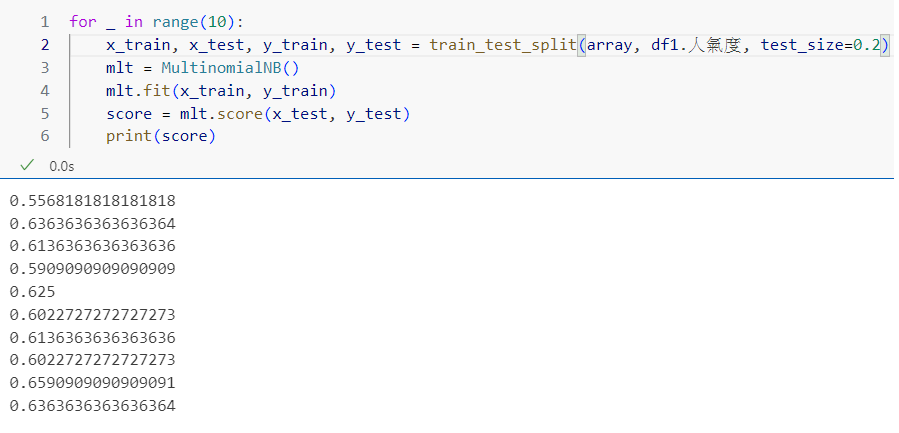 1 for _ in range(10):
2 x_train, x_test, y_train, y_test = train_test_split(array, df1.人氣度, test_size=0.2)
3 mlt = MultinomialNB()
4 mlt.fit(x_train, y_train)
5 score = mlt.score(x_test, y_test)
6 print(score)
0.0s
0.5568181818181818
0.6363636363636364
0.6136363636363636
0.5909090909090909
0.625
0.6022727272727273
0.6136363636363636
0.6022727272727273
0.6590909090909091
0.6363636363636364